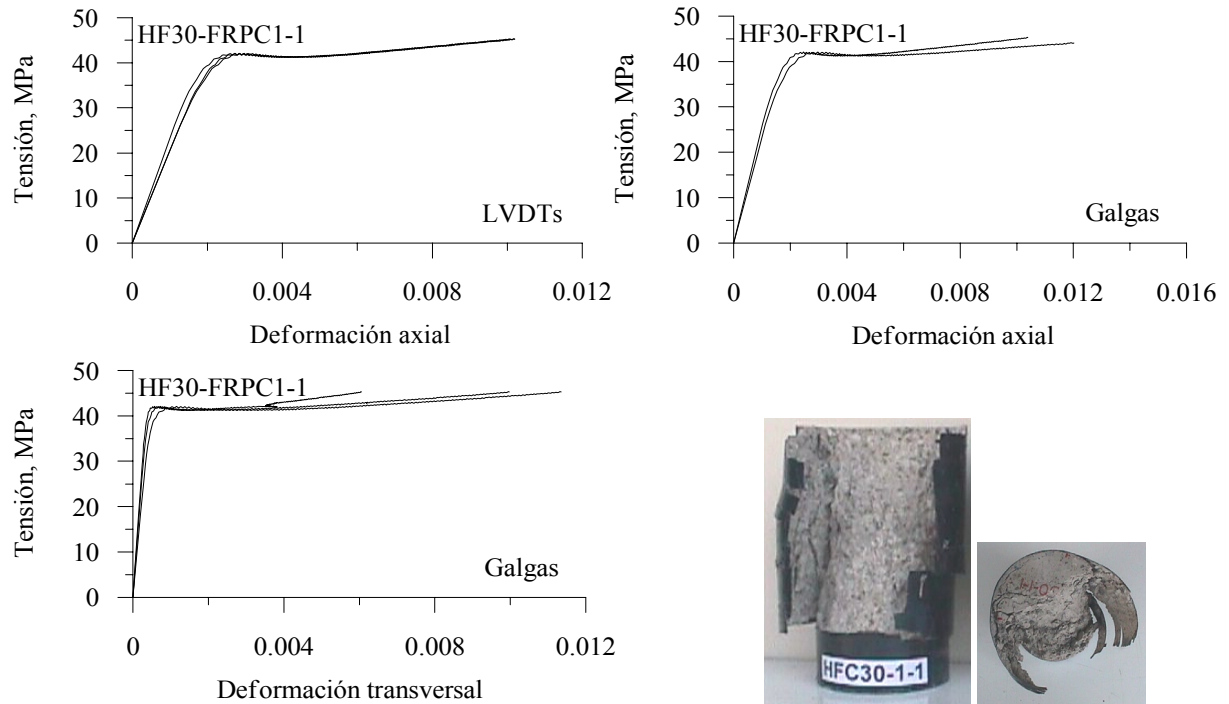 50
40
30
20
10
0
Tensión, MPa
HF30-FRPC1-1
LVDTs
0 0.004 0.008 0.012
Deformación axial
50
40
30
20
10
0
Tensión, MPa
HF30-FRPC1-1
Galgas
0 0.004 0.008 0.012 0.016
Deformación axial
50
40
30
20
10
0
Tensión, MPa
HF30-FRPC1-1
Galgas
0 0.004 0.008 0.012
Deformación transversal
HFC30-1-1